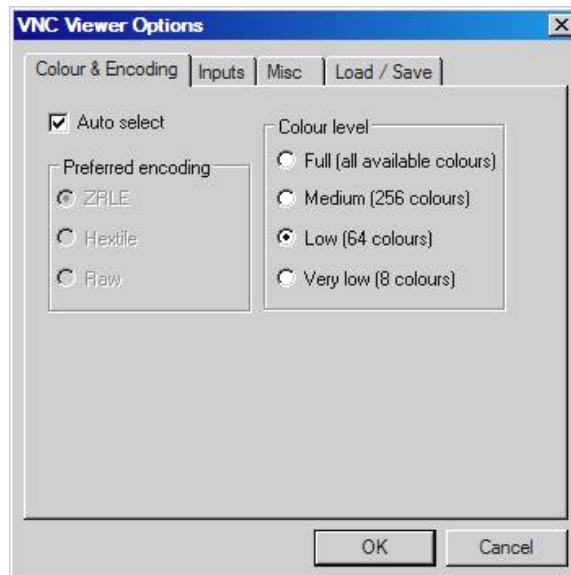 VNC Viewer Options
Colour & Encoding Inputs Misc Load / Save
Auto select
Preferred encoding
ZRLE
Hextile
Raw
Colour level
Full (all available colours)
Medium (256 colours)
Low (64 colours)
Very low (8 colours)
OK Cancel